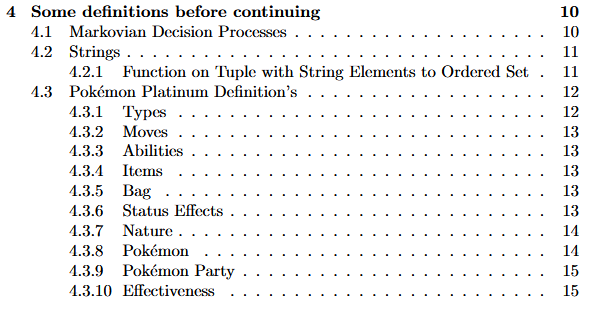 4 Some definitions before continuing 10
4.1 Markovian Decision Processes . . . . . . . . . . . . . . . . . . . . 10
4.2 Strings . . . . . . . . . . . . . . . . . . . . . . . . . . . . . . . . . 11
4.2.1 Function on Tuple with String Elements to Ordered Set . 11
4.3 Pokémon Platinum Definition's . . . . . . . . . . . . . . . . . . . 12
4.3.1 Types . . . . . . . . . . . . . . . . . . . . . . . . . . . . . 12
4.3.2 Moves . . . . . . . . . . . . . . . . . . . . . . . . . . . . . 13
4.3.3 Abilities . . . . . . . . . . . . . . . . . . . . . . . . . . . . 13
4.3.4 Items . . . . . . . . . . . . . . . . . . . . . . . . . . . . . 13
4.3.5 Bag . . . . . . . . . . . . . . . . . . . . . . . . . . . . . . 13
4.3.6 Status Effects . . . . . . . . . . . . . . . . . . . . . . . . . 13
4.3.7 Nature . . . . . . . . . . . . . . . . . . . . . . . . . . . . . 14
4.3.8 Pokémon . . . . . . . . . . . . . . . . . . . . . . . . . . . 14
4.3.9 Pokémon Party . . . . . . . . . . . . . . . . . . . . . . . . 15
4.3.10 Effectiveness . . . . . . . . . . . . . . . . . . . . . . . . . 15